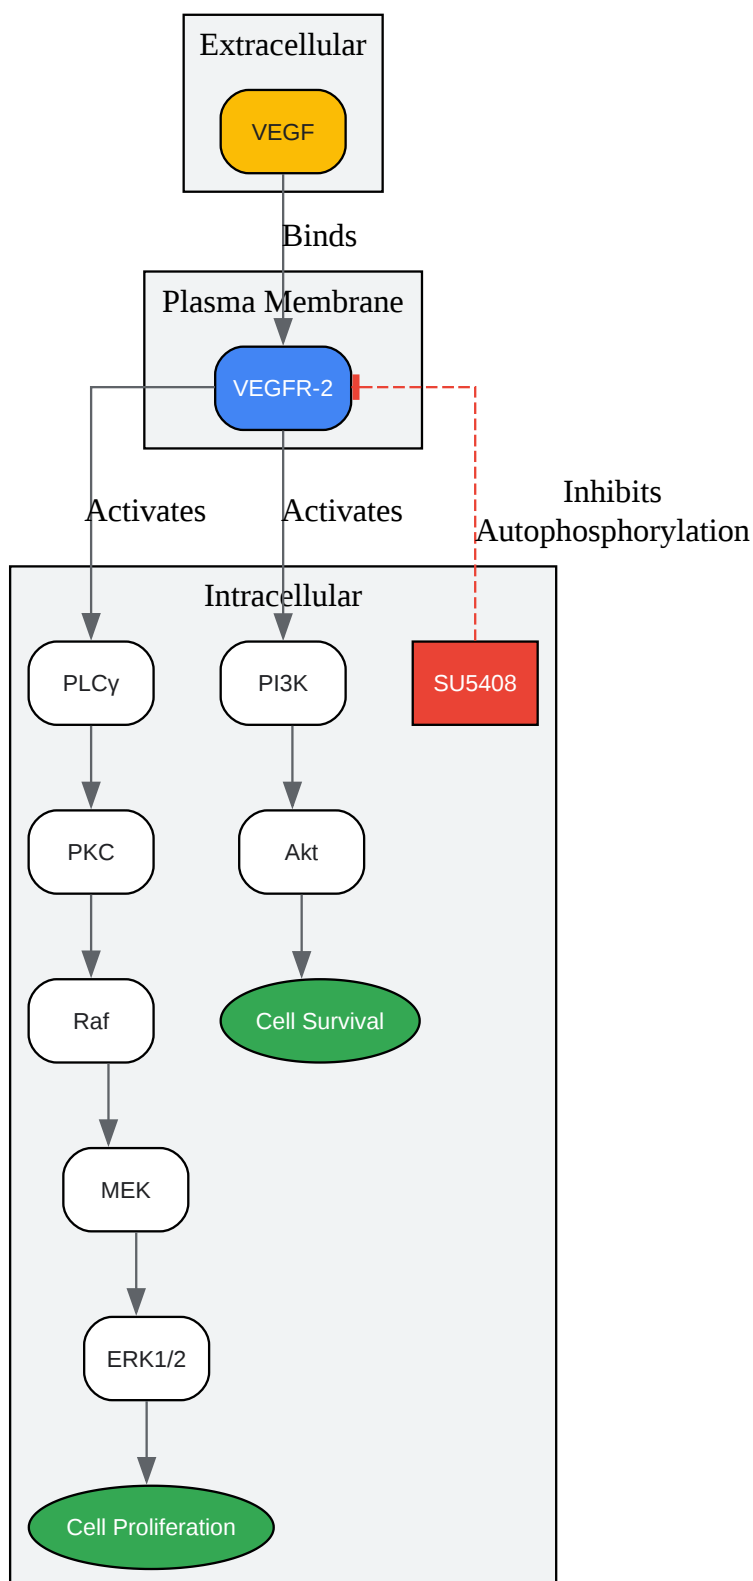 Extracellular
VEGF
Binds
Plasma Membrane
VEGFR-2
Activates
Activates
Inhibits
Autophosphorylation
Intracellular
PLCγ
PI3K
SU5408
PKC
Akt
Raf
Cell Survival
MEK
ERK1/2
Cell Proliferation